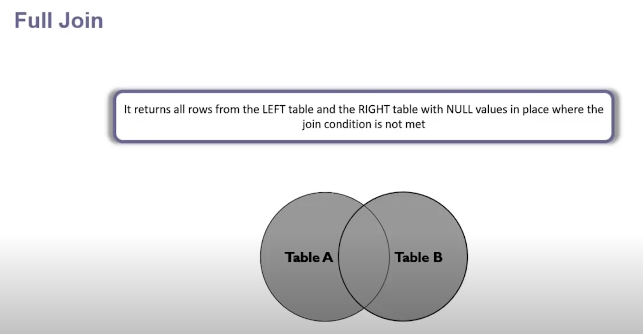 Full Join
It returns all rows from the LEFT table and the RIGHT table with NULL values in place where the
join condition is not met
Table A
Table B